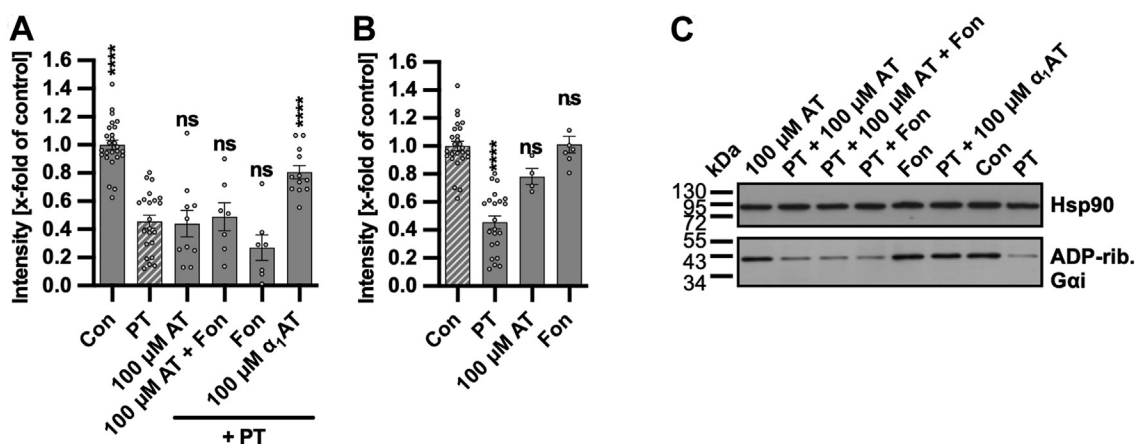 A
Intensity [x-fold of control]
1.6
1.4
1.2
1.0
0.8
0.6
0.4
0.2
0.0
****
ns
ns
ns
****
Con
PT
100 µM AT
100 µM AT + Fon
Fon
100 µM α₁AT
+ PT
B
Intensity [x-fold of control]
1.6
1.4
1.2
1.0
0.8
0.6
0.4
0.2
0.0
****
ns
ns
Con
PT
100 µM AT
Fon
C
kDa
100 µM AT
PT + 100 µM AT
PT + 100 µM AT + Fon
PT + Fon
Fon
PT + 100 µM α₁AT
Con
PT
130
95
72
Hsp90
55
43
34
ADP-rib.
Gαi